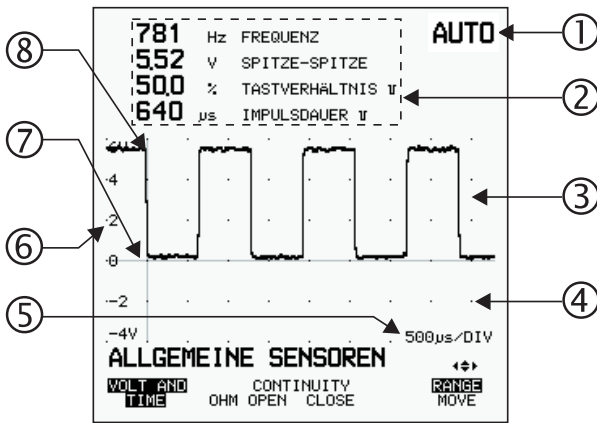 781 Hz FREQUENZ
AUTO
5.52 V SPITZE-SPITZE
50.0 % TASTVERHÄLTNIS
640 µs IMPULSDAUER
1
2
3
4
5
6
7
8
6V
4
2
0
-2
-4V
500µs/DIV
ALLGEMEINE SENSOREN
VOLT AND TIME
CONTINUITY
OHM OPEN CLOSE
RANGE
MOVE